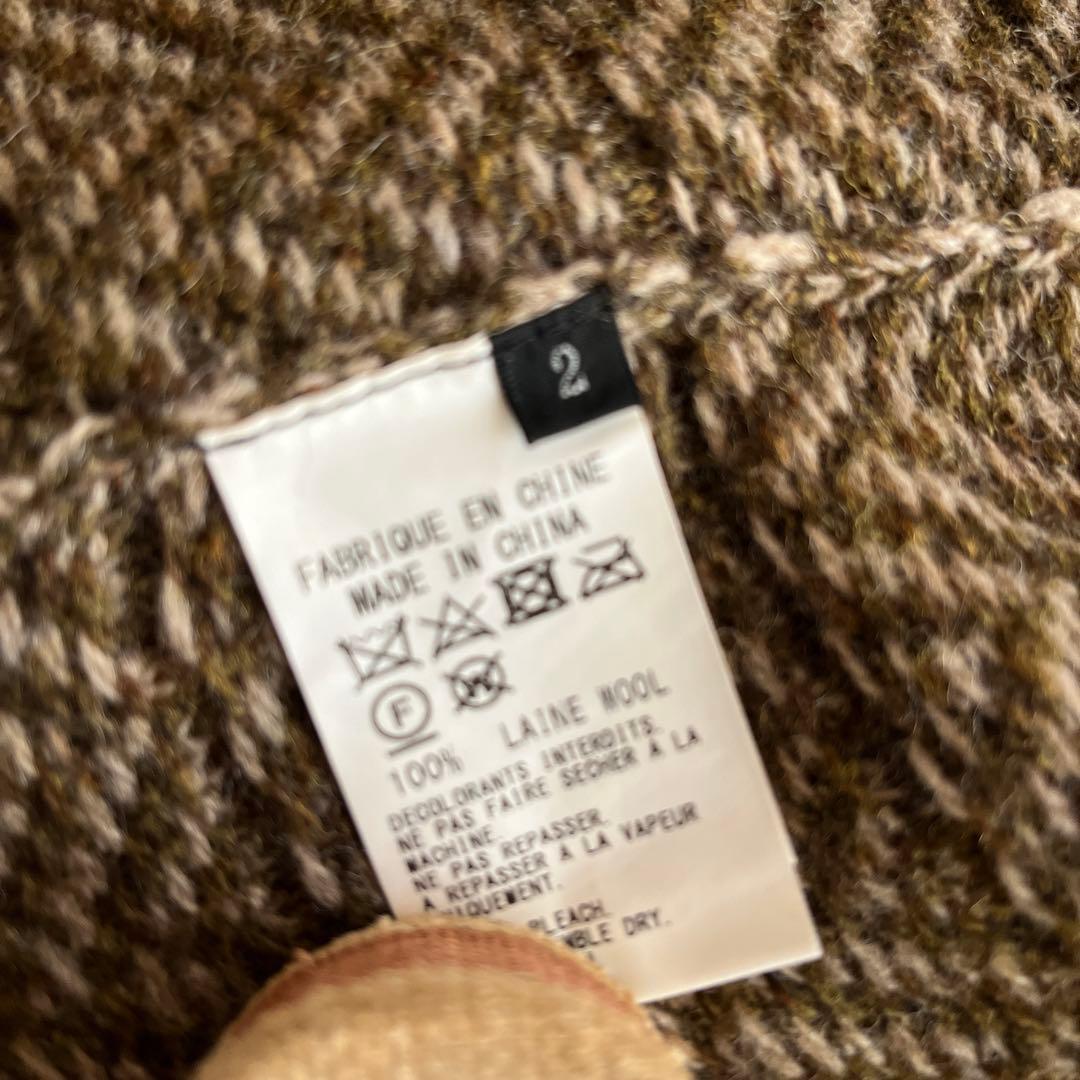 2
FABRIQUE EN CHINE
MADE IN CHINA
F
W
100% LAINE WOOL
DECOLORANTS INTERDITS.
NE PAS FAIRE SECHER À LA
MACHINE.
NE PAS REPASSER.
A REPASSER A LA VAPEUR
BLEACH.
DRY.